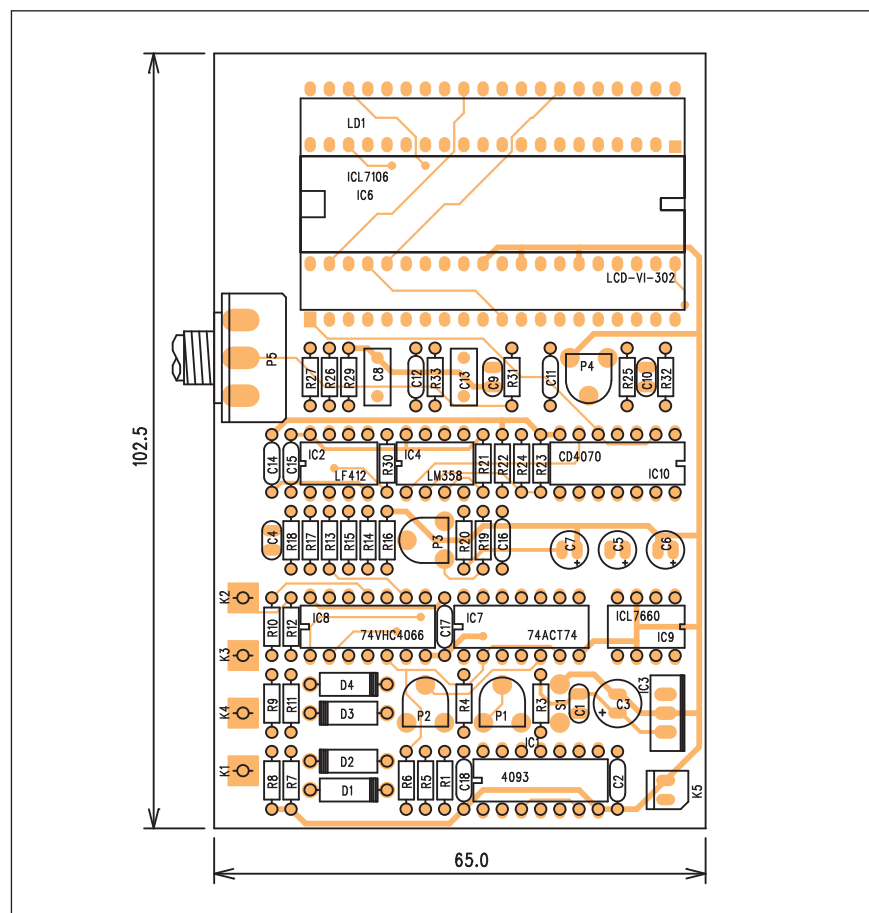 LD1
ICL7106
IC6
LCD-VI-302
P5
R27
R26
R29
C8
C12
R33
C13
C9
R31
C11
P4
R25
C10
R32
102.5
C14
C15
IC2
LF412
R30
IC4
LM358
R21
R22
R24
R23
CD4070
IC10
C4
R18
R17
R13
R15
R14
R16
P3
R20
R19
C16
C7
+
C5
+
C6
+
K2
R10
R12
IC8
74VHC4066
C17
IC7
74ACT74
ICL7660
IC9
K3
K4
R9
R11
D4
D3
P2
R4
P1
R3
S1
C1
C3
+
IC3
K1
R8
R7
D2
D1
R6
R5
R1
C18
IC1
4093
C2
K5
65.0